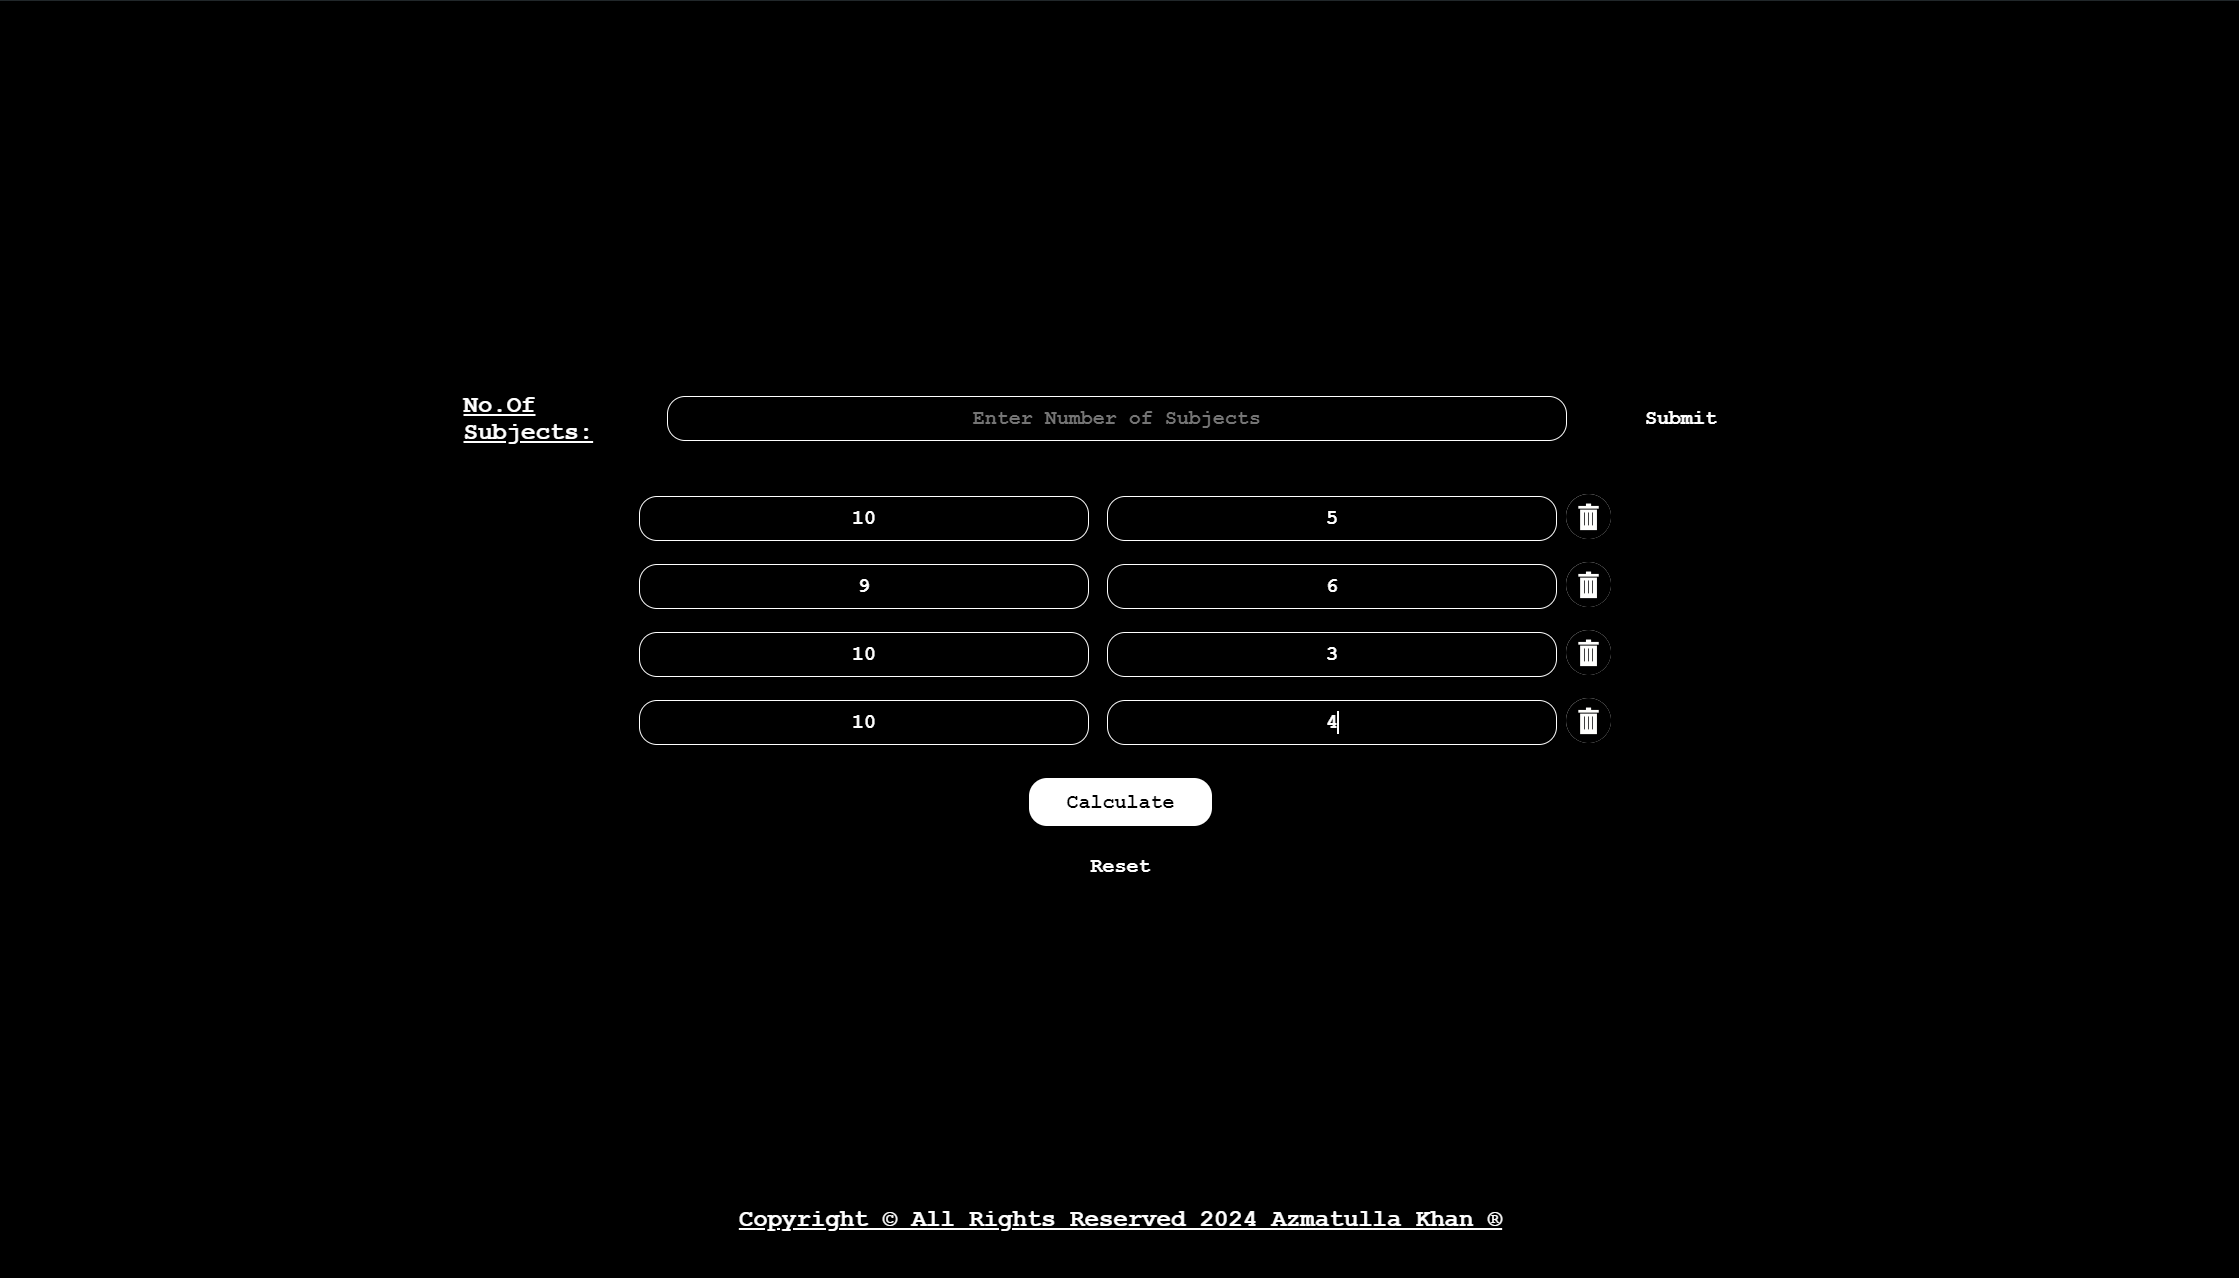 No.Of
Subjects:
Enter Number of Subjects
Submit
10 5
9 6
10 3
10 4
Calculate
Reset
Copyright © All Rights Reserved 2024 Azmatulla Khan ®